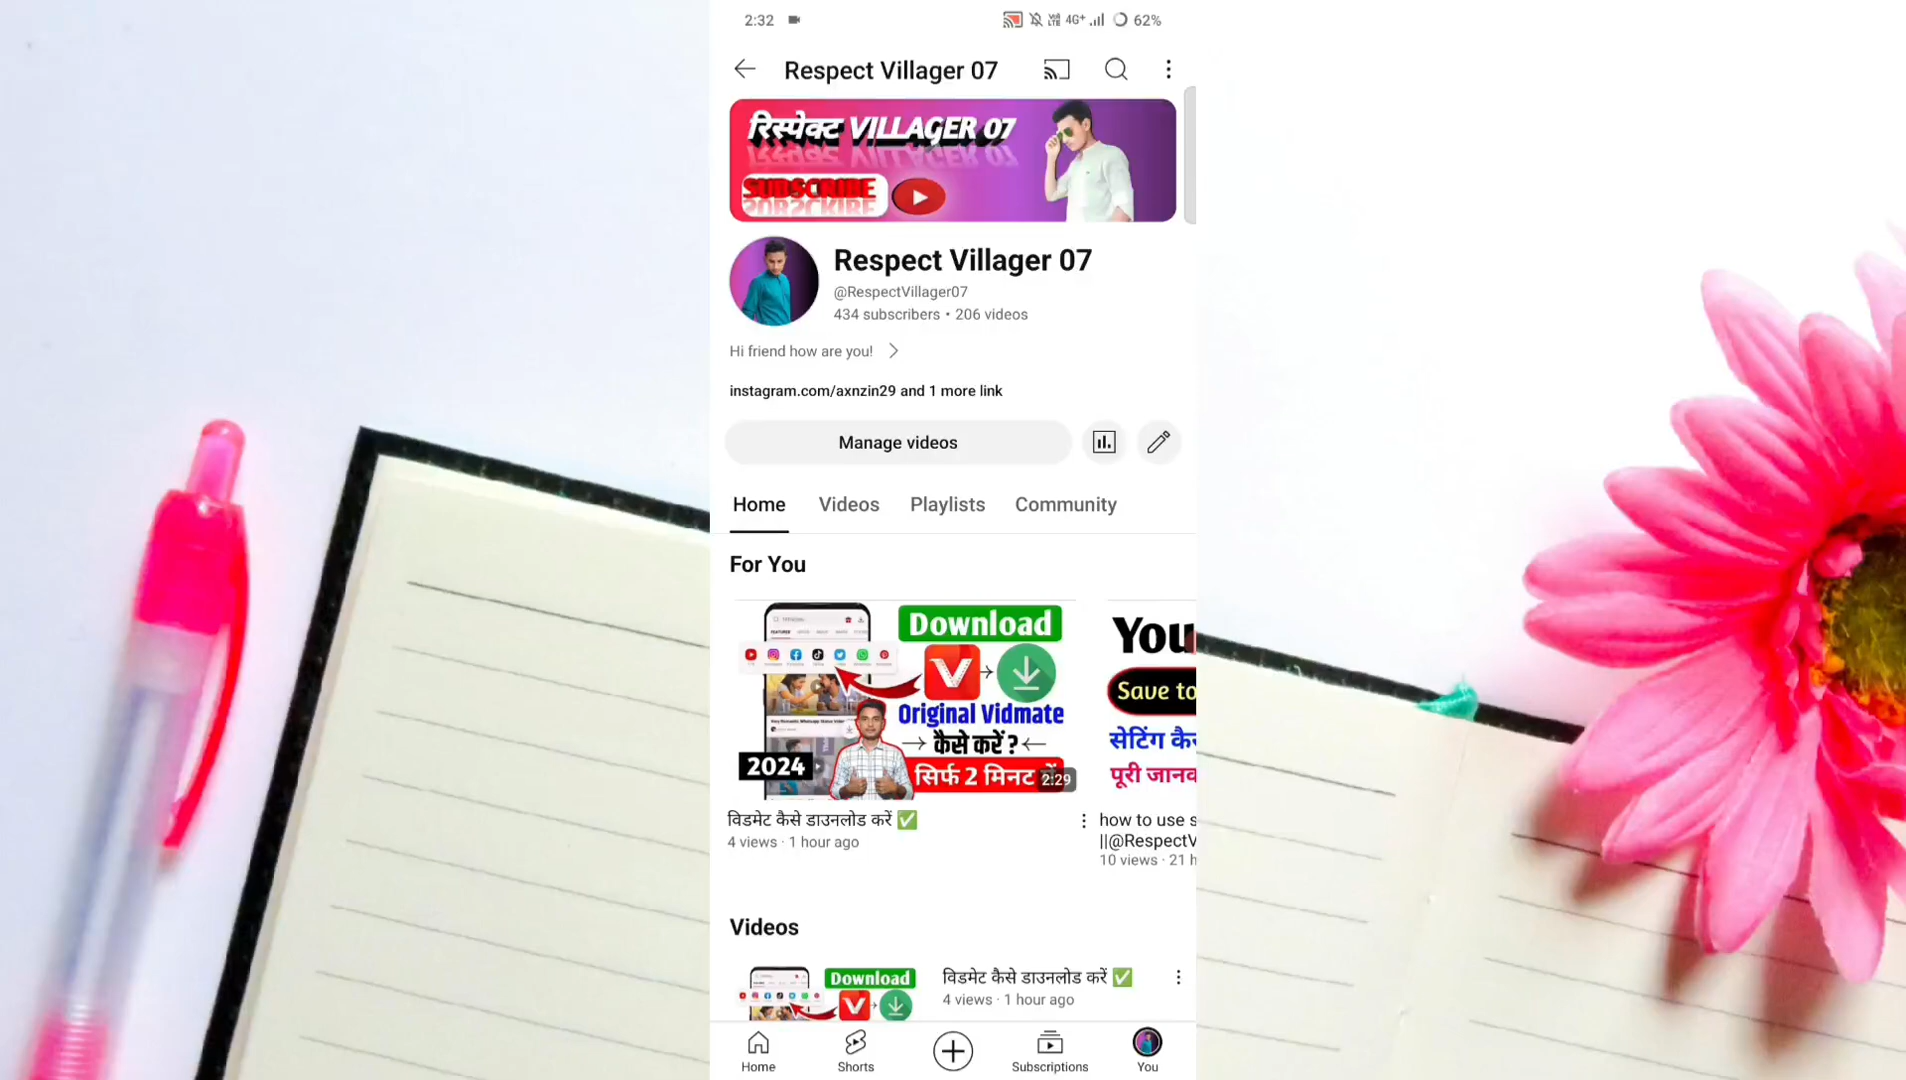 2:32
4G+
62%
Respect Villager 07
रिस्पेक्ट VILLAGER 07
SUBSCRIBE
Respect Villager 07
@RespectVillager07
434 subscribers • 206 videos
Hi friend how are you!
instagram.com/axnzin29 and 1 more link
Manage videos
Home Videos Playlists Community
For You
Download
V
Original Vidmate
कैसे करें ?
2024
सिर्फ 2 मिनट
2:29
You
Save to
सेटिंग
पूरी
विडमेट कैसे डाउनलोड करें ✅
4 views · 1 hour ago
how to use s
||@RespectV
10 views · 21 h
Videos
Download
V
विडमेट कैसे डाउनलोड करें ✅
4 views · 1 hour ago
Home Shorts Subscriptions You